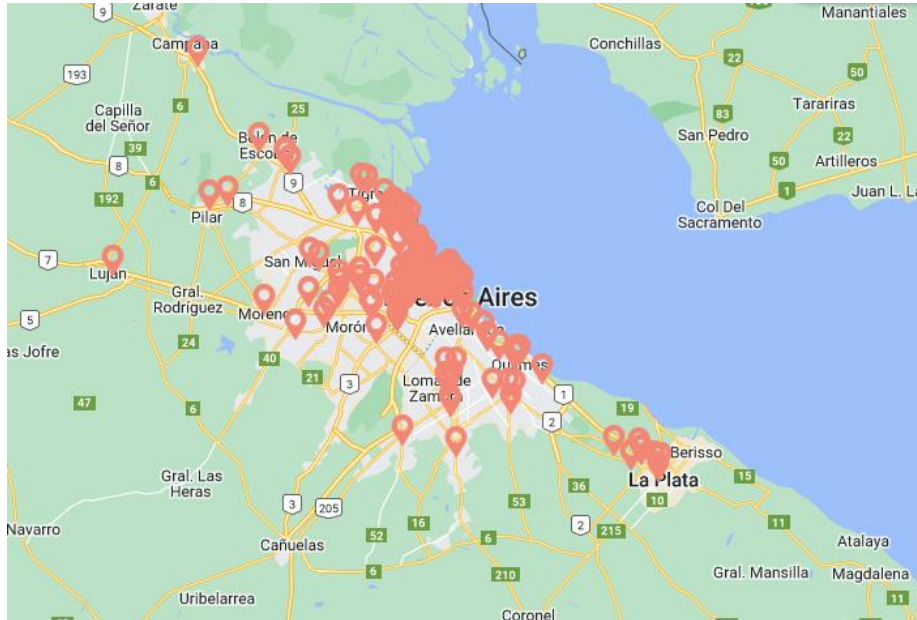 Zárate
9
Manantiales
Campana
Conchillas
22
50
193
Capilla
del Señor
6
25
Tarariras
83
22
39
Belén de
Escobar
San Pedro
8
6
50
Artilleros
9
1
192
Tigre
8
Juan L. La
Pilar
Col Del
Sacramento
7
San Miguel
Luján
Gral.
Rodríguez
Aires
5
Moreno
Morón
Avellaneda
as Jofre
24
40
Quilmes
21
3
Lomas de
Zamora
1
47
19
2
Berisso
Gral. Las
Heras
6
La Plata
15
36
10
53
3
205
16
2
215
11
Navarro
52
Cañuelas
6
Atalaya
6
210
Gral. Mansilla
Magdalena
Uribelarrea
11
Coronel